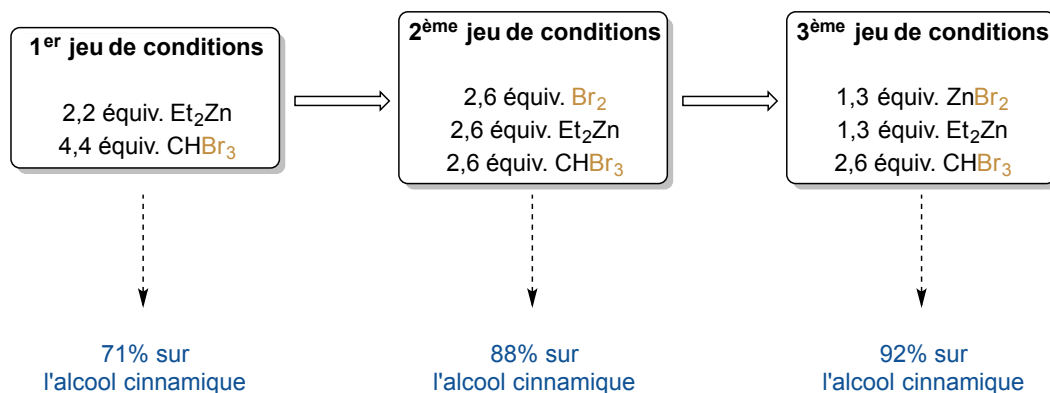 1er jeu de conditions
2,2 équiv. Et2Zn
4,4 équiv. CHBr3
2ème jeu de conditions
2,6 équiv. Br2
2,6 équiv. Et2Zn
2,6 équiv. CHBr3
3ème jeu de conditions
1,3 équiv. ZnBr2
1,3 équiv. Et2Zn
2,6 équiv. CHBr3
71% sur
l'alcool cinnamique
88% sur
l'alcool cinnamique
92% sur
l'alcool cinnamique